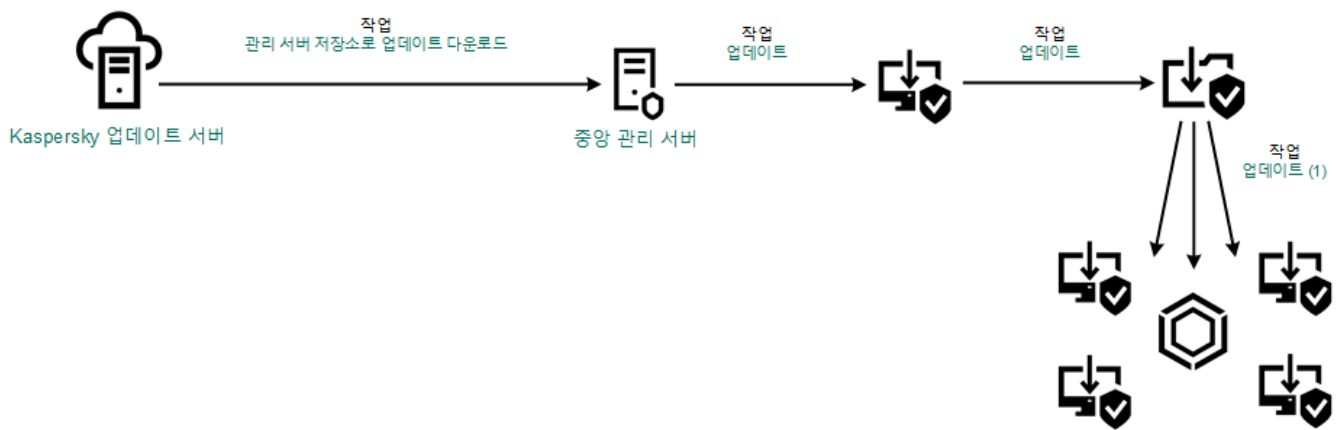 작업
관리 서버 저장소로 업데이트 다운로드
작업
업데이트
작업
업데이트
Kaspersky 업데이트 서버
중앙 관리 서버
작업
업데이트 (1)